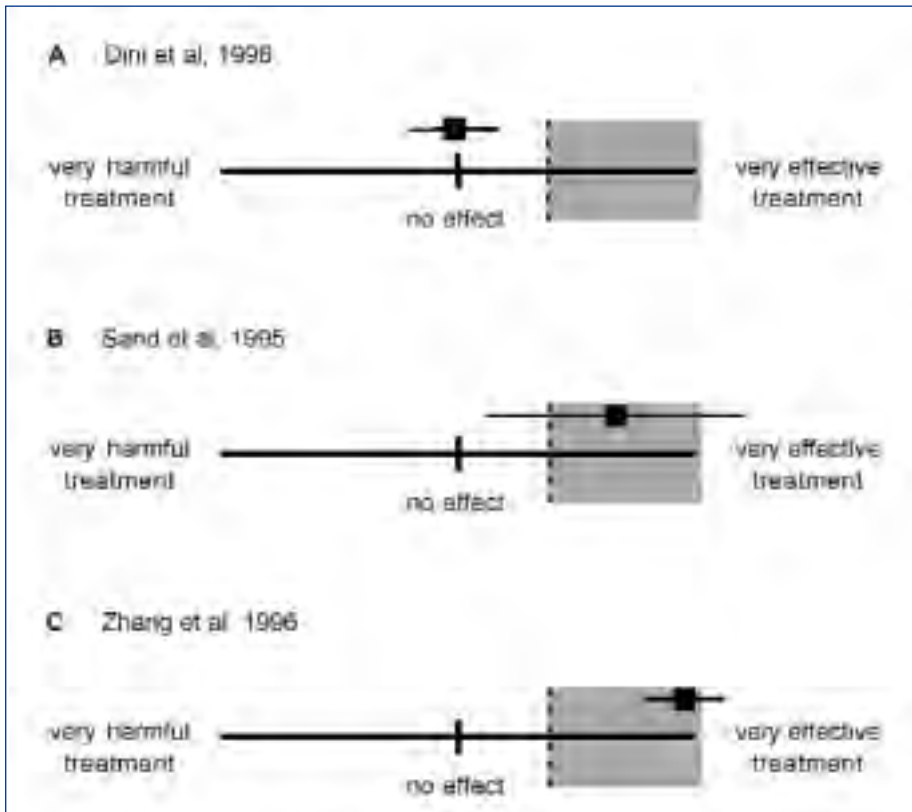 A Dini et al, 1998
very harmful
treatment
no effect
very effective
treatment
B Sand et al, 1995
very harmful
treatment
no effect
very effective
treatment
C Zhang et al 1996
very harmful
treatment
no effect
very effective
treatment